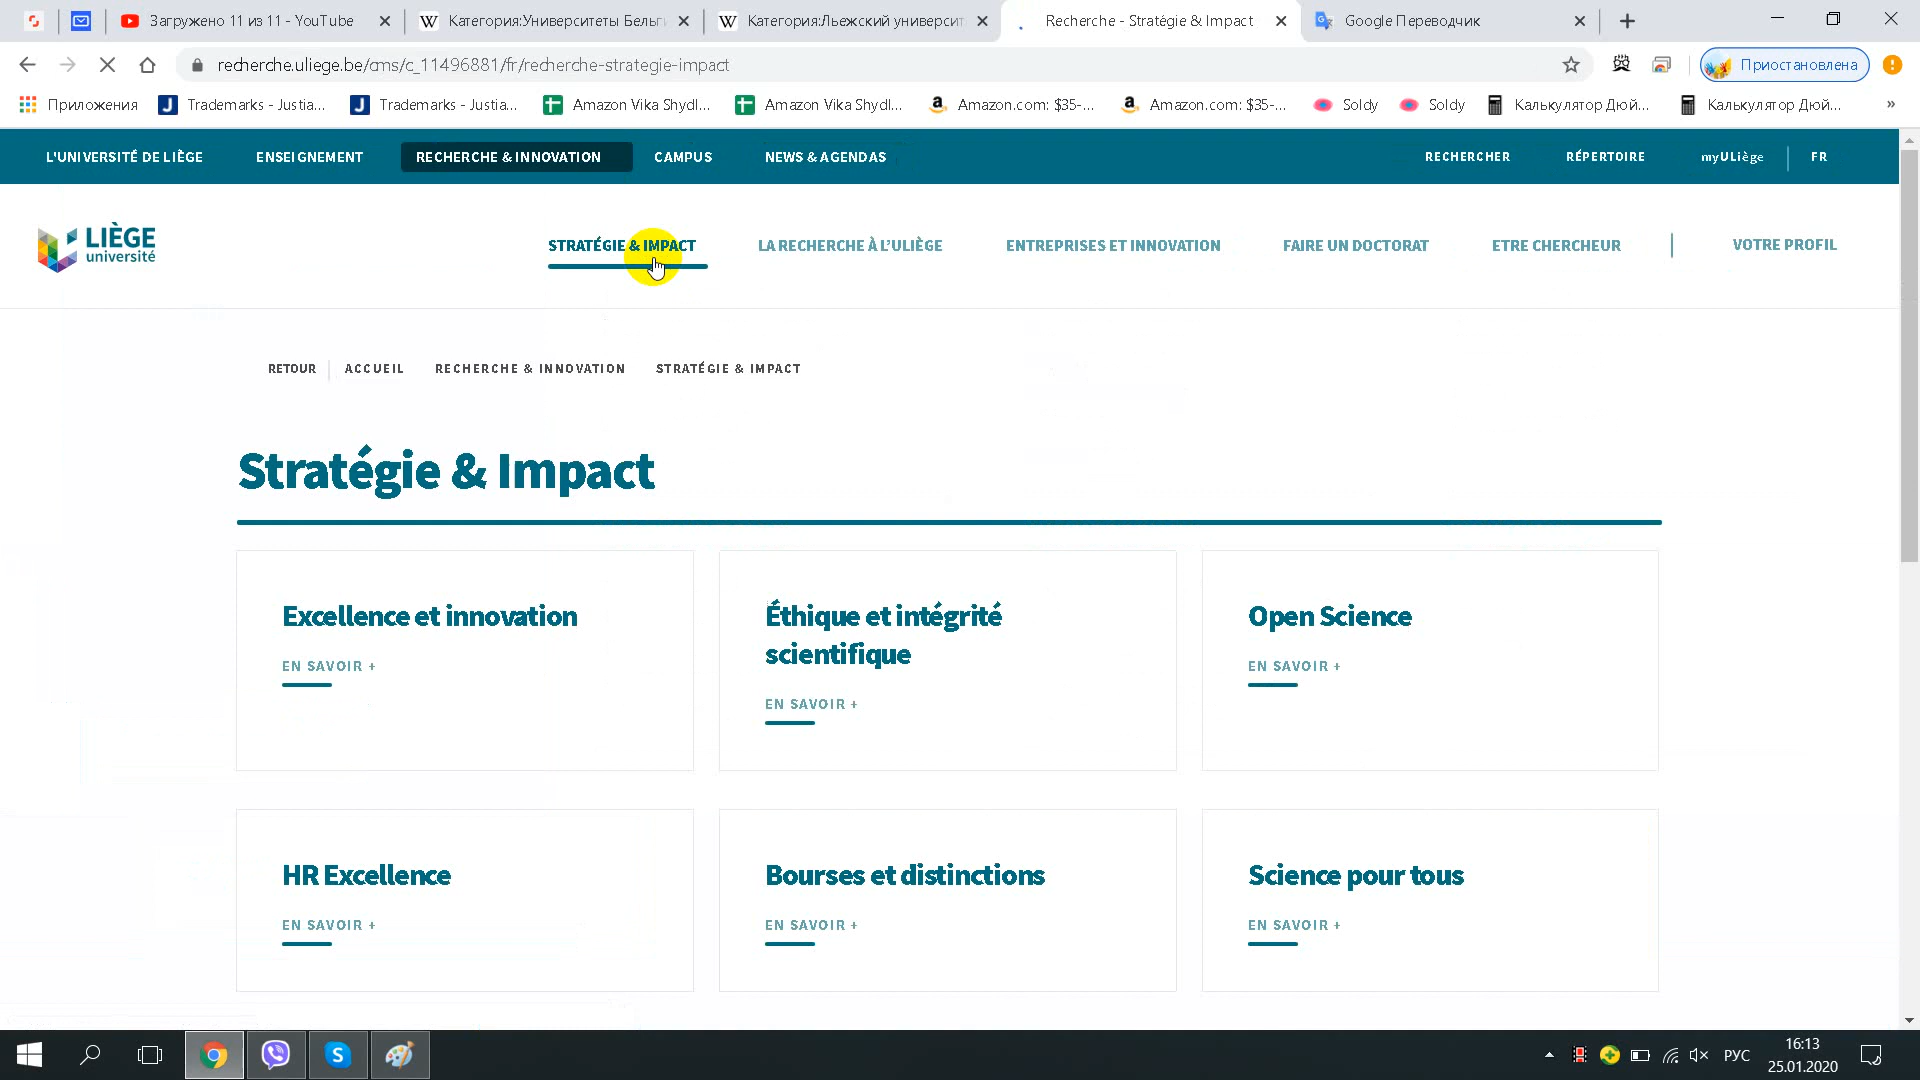 Загружено 11 из 11 - YouTube
Категория:Университеты Бельги
Категория:Льежский университ
Recherche - Stratégie & Impact
Google Переводчик
recherche.uliege.be/cms/c_11496881/fr/recherche-strategie-impact
Приостановлена
Приложения
Trademarks - Justia...
Trademarks - Justia...
Amazon Vika Shydl...
Amazon Vika Shydl...
Amazon.com: $35-...
Amazon.com: $35-...
Soldy
Soldy
Калькулятор Дюй...
Калькулятор Дюй...
L'UNIVERSITÉ DE LIÈGE
ENSEIGNEMENT
RECHERCHE & INNOVATION
CAMPUS
NEWS & AGENDAS
RECHERCHER
RÉPERTOIRE
myULiège
FR
LIÈGE
université
STRATÉGIE & IMPACT
LA RECHERCHE À L'ULIÈGE
ENTREPRISES ET INNOVATION
FAIRE UN DOCTORAT
ETRE CHERCHEUR
VOTRE PROFIL
RETOUR
ACCUEIL
RECHERCHE & INNOVATION
STRATÉGIE & IMPACT
Stratégie & Impact
Excellence et innovation
EN SAVOIR +
Éthique et intégrité
scientifique
EN SAVOIR +
Open Science
EN SAVOIR +
HR Excellence
EN SAVOIR +
Bourses et distinctions
EN SAVOIR +
Science pour tous
EN SAVOIR +
РУС
16:13
25.01.2020